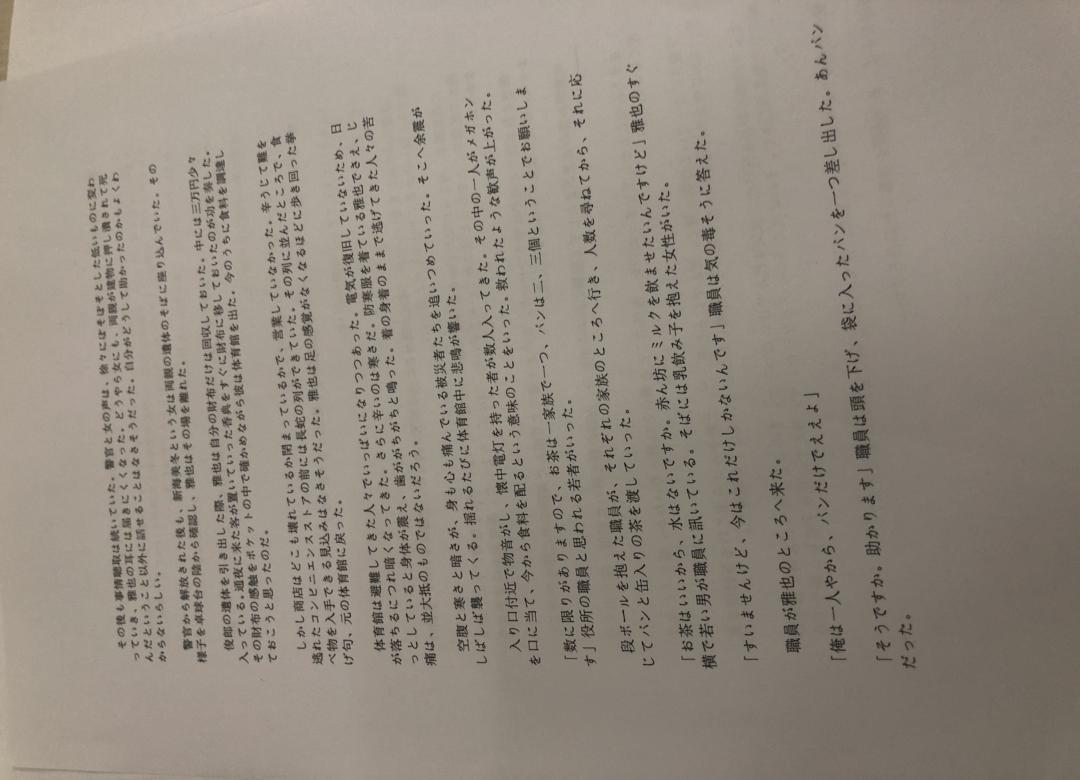 その後も事情聴取は続いていた。警官と女の声は、徐々にぼそぼそとした低いものに変わ
っていき、雅也の耳には届きにくくなった。どうやら女にも、両親が建物に押し潰されて死
んだということ以外に話せることはなさそうだった。自分がどうして助かったのかもよくわ
からないらしい。
警官から解放された後も、新海美冬という女は両親の遺体のそばに座り込んでいた。その
様子を卓球台の陰から確認し、雅也はその場を離れた。
俊郎の遺体を引き出した際、雅也は自分の財布だけは回収しておいた。中には三万円少々
入っている。通夜に来た客が置いていった香典をすぐに財布に移しておいたのが功を奏した。
その財布の感触をポケットの中で確かめながら彼は体育館を出た。今のうちに食料を調達し
ておこうと思ったのだ。
しかし商店はどこも壊れているか閉まっているかで、営業していなかった。辛うじて難を
逃れたコンビニエンスストアの前には長蛇の列ができていた。その列に並んだところで、食
べ物を入手できる見込みはなさそうだった。雅也は足の感覚がなくなるほどに歩き回った挙
げ句、元の体育館に戻った。
体育館は避難してきた人々でいっぱいになりつつあった。電気が復旧していないため、日
が落ちるにつれ暗くなってきた。さらに辛いのは寒さだ。防寒服を着ている雅也でさえ、じ
っとしていると身体が震え、歯ががちがちと鳴った。着の身着のままで逃げてきた人々の苦
痛は、並大抵のものではないだろう。
空腹と寒さと暗さが、身も心も痛んでいる被災者たちを追いつめていった。そこへ余震が
しばしば襲ってくる。揺れるたびに体育館中に悲鳴が響いた。
入り口付近で物音がし、懐中電灯を持った者が数人入ってきた。その中の一人がメガホン
を口に当て、今から食料を配るという意味のことをいった。救われたような歓声が上がった。
「数に限りがありますので、お茶は一家族で一つ、パンは二、三個ということでお願いしま
す」役所の職員と思われる若者がいった。
段ボールを抱えた職員が、それぞれの家族のところへ行き、人数を尋ねてから、それに応
じてパンと缶入りの茶を渡していった。
「お茶はいいから、水はないですか。赤ん坊にミルクを飲ませたいんですけど」雅也のすぐ
横で若い男が職員に訊いている。そばには乳飲み子を抱えた女性がいた。
「すいませんけど、今はこれだけしかないんです」職員は気の毒そうに答えた。
職員が雅也のところへ来た。
「俺は一人やから、パンだけでええよ」
「そうですか。助かります」職員は頭を下げ、袋に入ったパンを一つ差し出した。あんパン
だった。